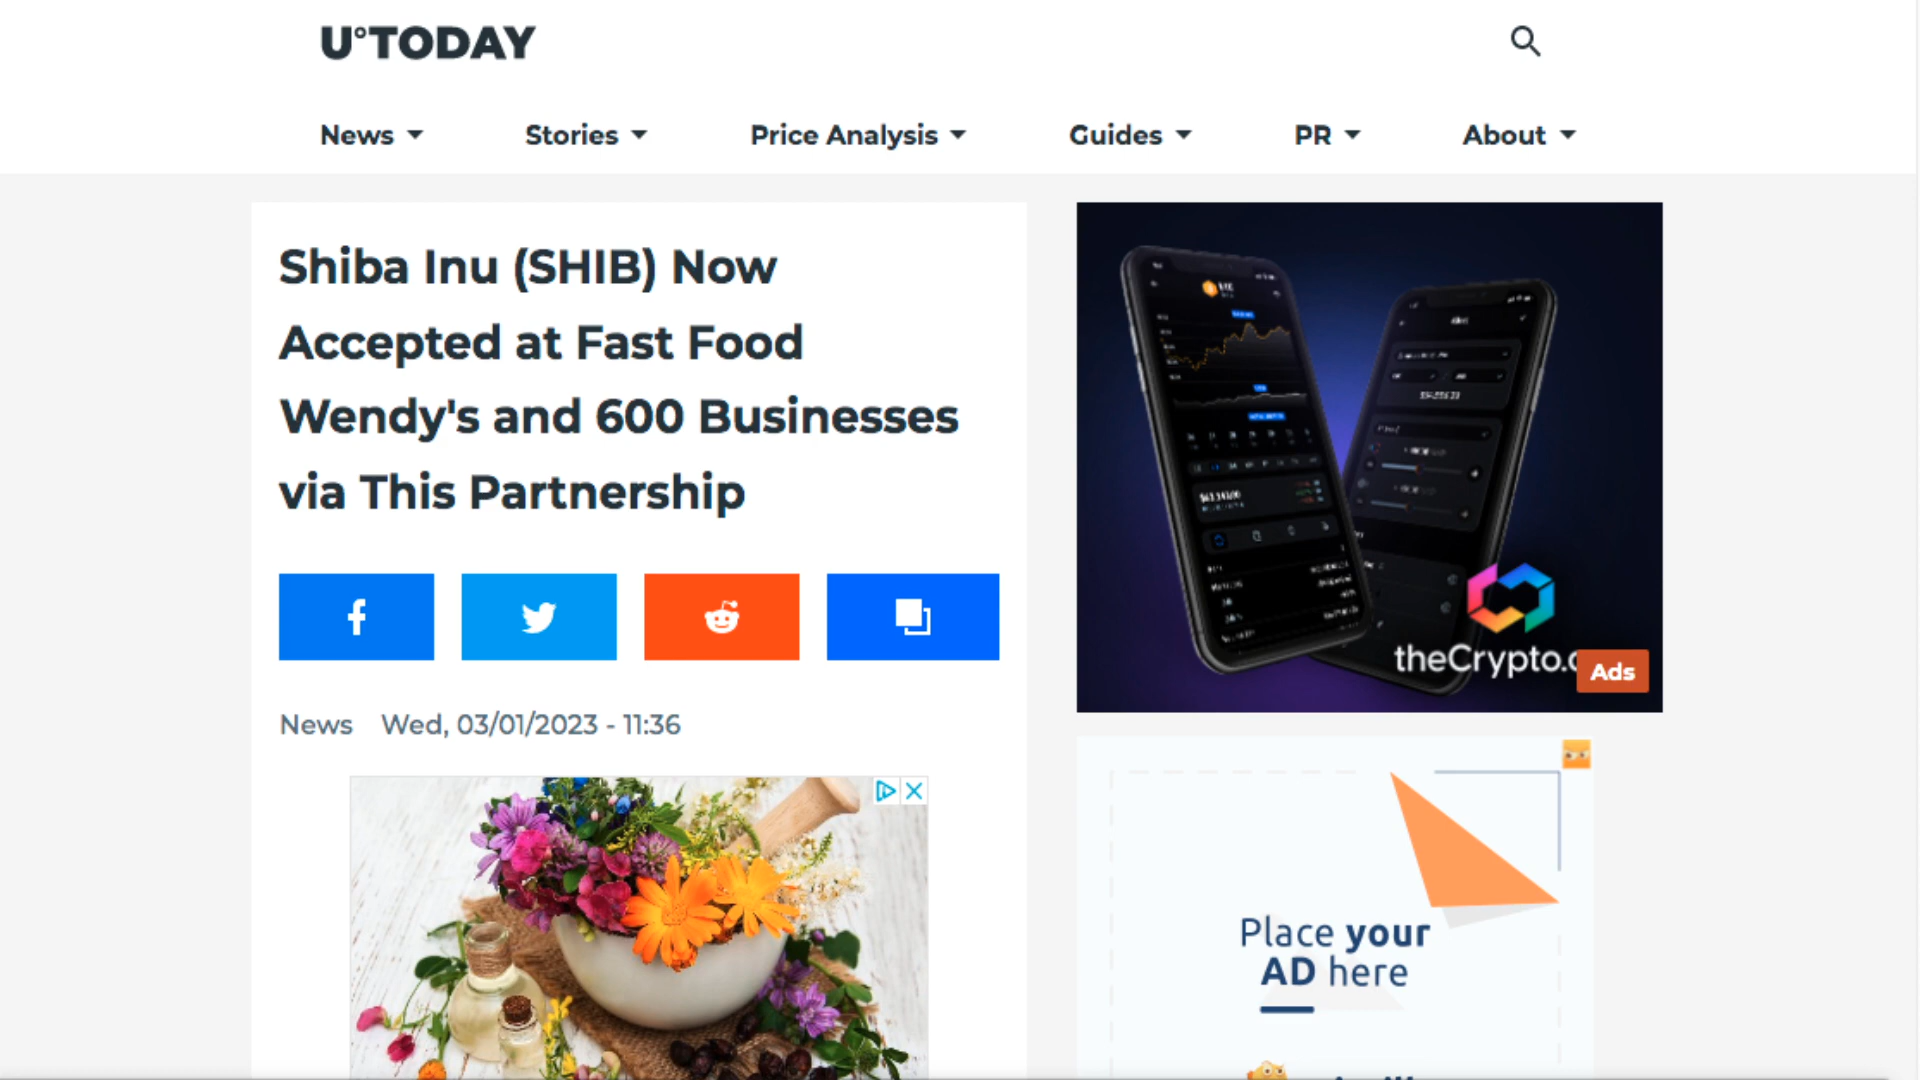 U°TODAY
News
Stories
Price Analysis
Guides
PR
About
Shiba Inu (SHIB) Now
Accepted at Fast Food
Wendy's and 600 Businesses
via This Partnership
News Wed, 03/01/2023 - 11:36
theCrypto.
Ads
Place your
AD here